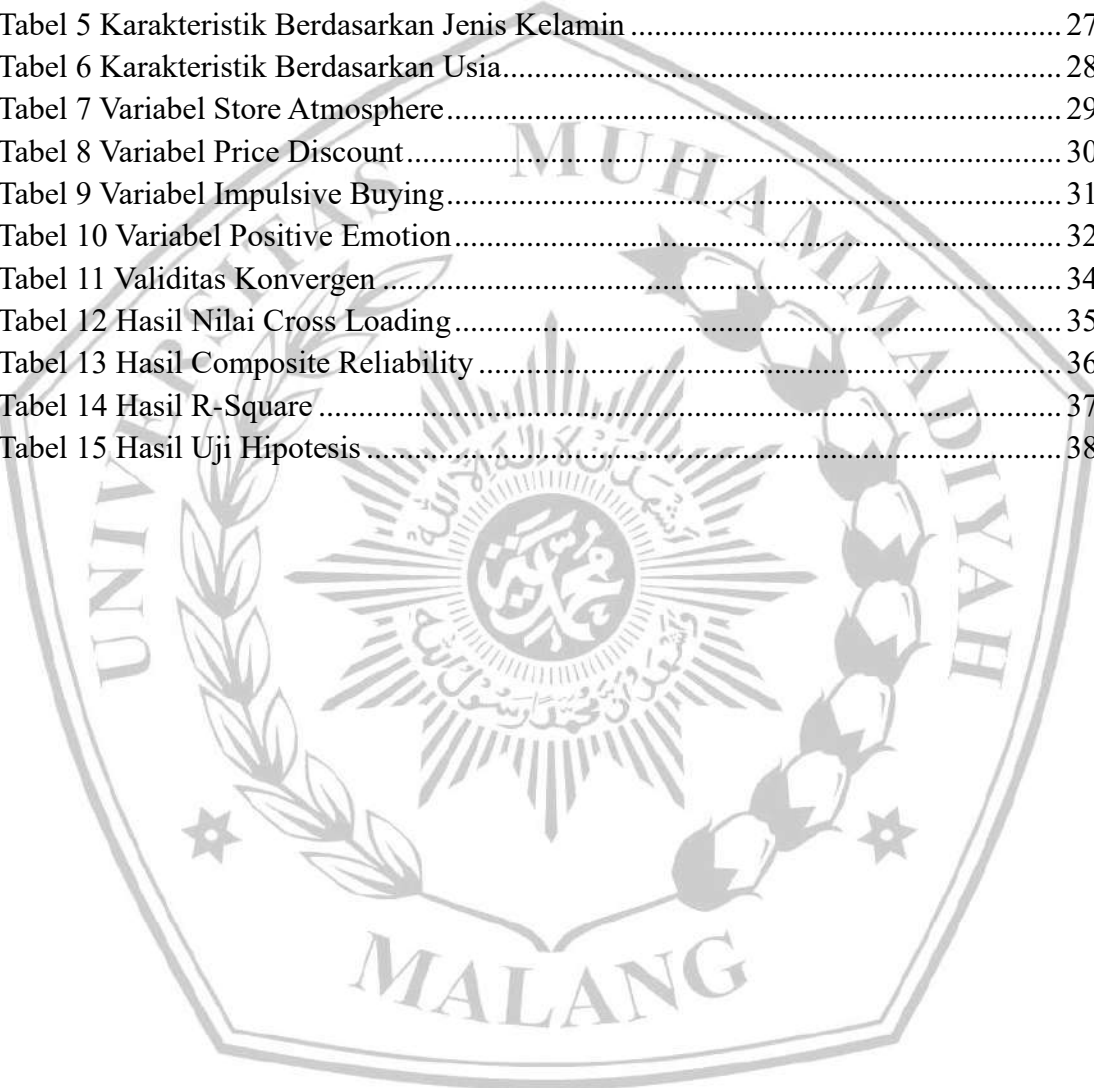 Tabel 5 Karakteristik Berdasarkan Jenis Kelamin ................................................................ 27
Tabel 6 Karakteristik Berdasarkan Usia................................................................................ 28
Tabel 7 Variabel Store Atmosphere....................................................................................... 29
Tabel 8 Variabel Price Discount............................................................................................. 30
Tabel 9 Variabel Impulsive Buying....................................................................................... 31
Tabel 10 Variabel Positive Emotion...................................................................................... 32
Tabel 11 Validitas Konvergen ................................................................................................ 34
Tabel 12 Hasil Nilai Cross Loading...................................................................................... 35
Tabel 13 Hasil Composite Reliability ................................................................................... 36
Tabel 14 Hasil R-Square .......................................................................................................... 37
Tabel 15 Hasil Uji Hipotesis ................................................................................................... 38
UNIVERSITAS MUHAMMADIYAH
MALANG